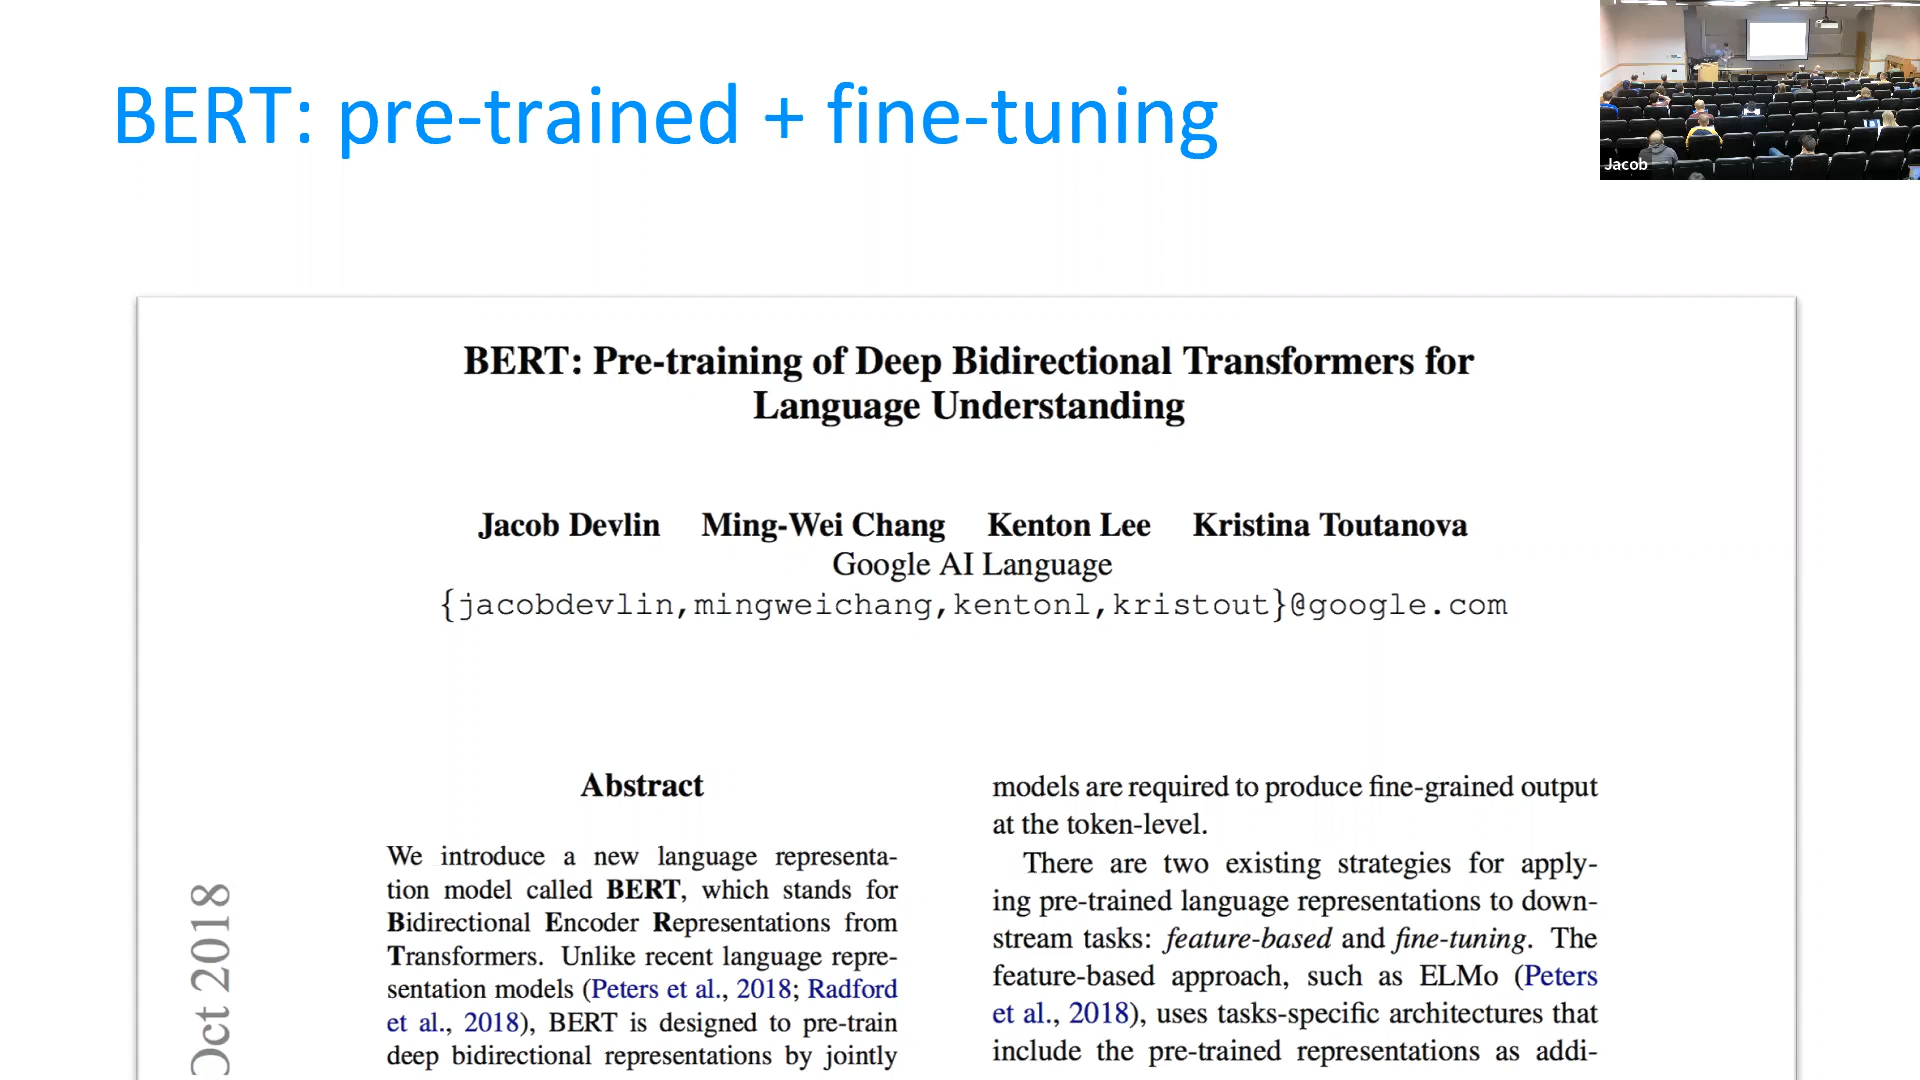 BERT: pre-trained + fine-tuning
Jacob
BERT: Pre-training of Deep Bidirectional Transformers for
Language Understanding
Jacob Devlin Ming-Wei Chang Kenton Lee Kristina Toutanova
Google AI Language
{jacobdevlin,mingweichang,kentonl,kristout}@google.com
Oct 2018
Abstract
We introduce a new language representa-
tion model called BERT, which stands for
Bidirectional Encoder Representations from
Transformers. Unlike recent language repre-
sentation models (Peters et al., 2018; Radford
et al., 2018), BERT is designed to pre-train
deep bidirectional representations by jointly
models are required to produce fine-grained output
at the token-level.
There are two existing strategies for apply-
ing pre-trained language representations to down-
stream tasks: feature-based and fine-tuning. The
feature-based approach, such as ELMo (Peters
et al., 2018), uses tasks-specific architectures that
include the pre-trained representations as addi-